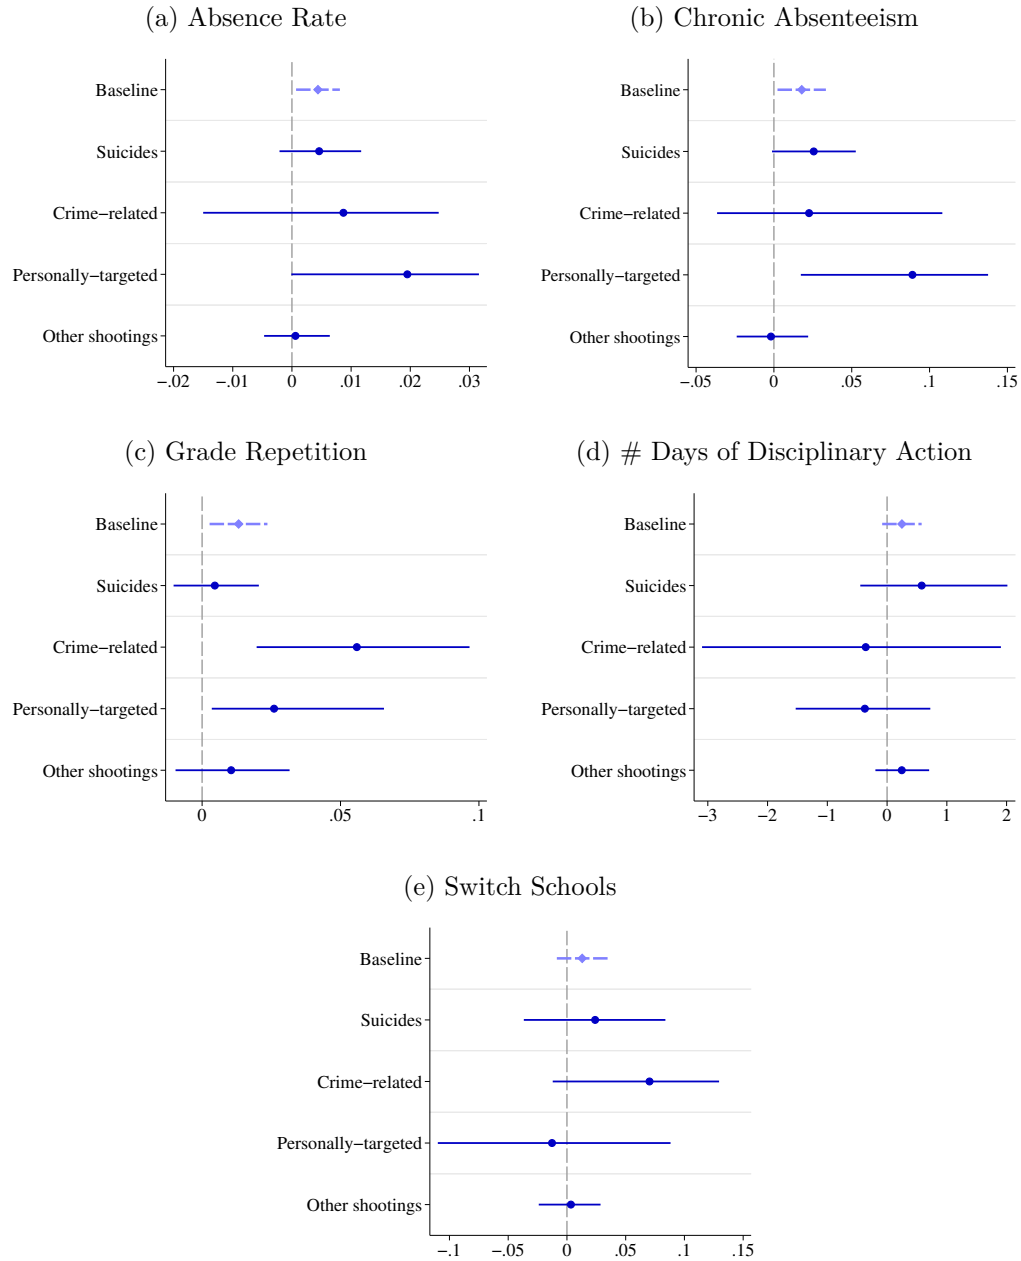 (a) Absence Rate
Baseline
Suicides
Crime−related
Personally−targeted
Other shootings
−.02 −.01 0 .01 .02 .03
(b) Chronic Absenteeism
Baseline
Suicides
Crime−related
Personally−targeted
Other shootings
−.05 0 .05 .1 .15
(c) Grade Repetition
Baseline
Suicides
Crime−related
Personally−targeted
Other shootings
0 .05 .1
(d) # Days of Disciplinary Action
Baseline
Suicides
Crime−related
Personally−targeted
Other shootings
−3 −2 −1 0 1 2
(e) Switch Schools
Baseline
Suicides
Crime−related
Personally−targeted
Other shootings
−.1 −.05 0 .05 .1 .15